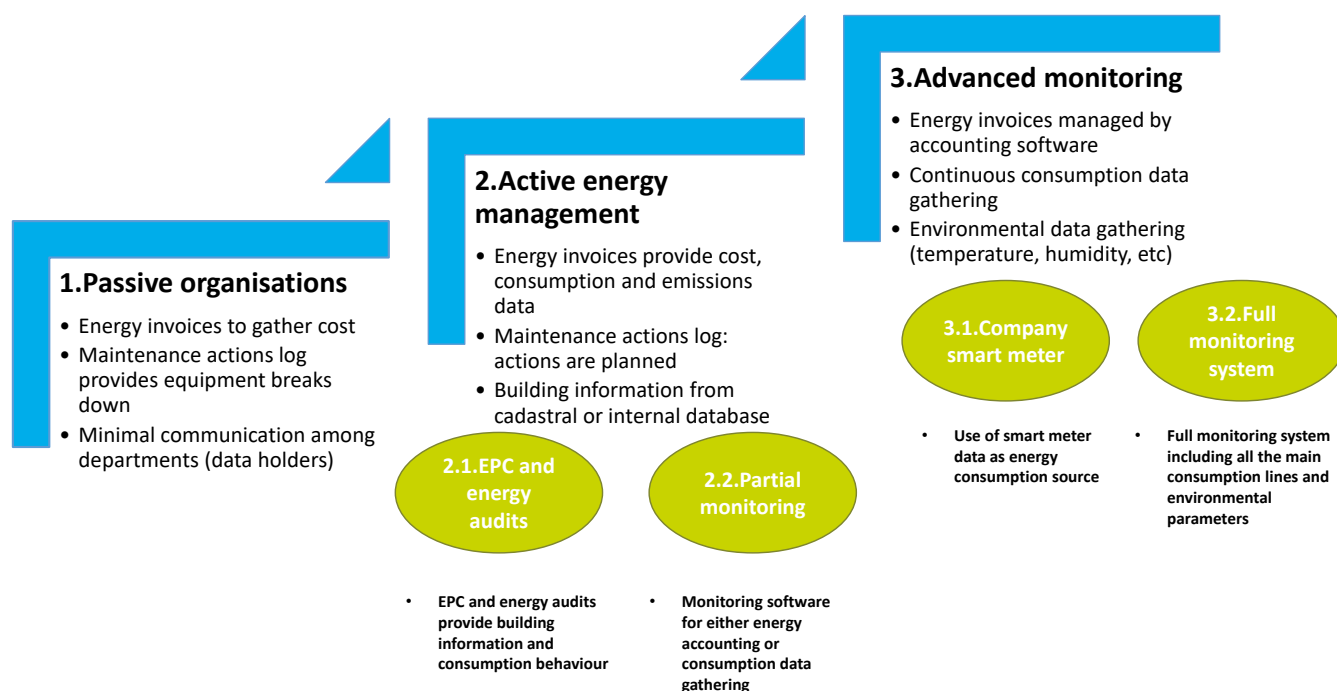 1.Passive organisations
• Energy invoices to gather cost
• Maintenance actions log
provides equipment breaks
down
• Minimal communication among
departments (data holders)
2.Active energy
management
• Energy invoices provide cost,
consumption and emissions
data
• Maintenance actions log:
actions are planned
• Building information from
cadastral or internal database
2.1.EPC and
energy
audits
• EPC and energy audits
provide building
information and
consumption behaviour
2.2.Partial
monitoring
• Monitoring software
for either energy
accounting or
consumption data
gathering
3.Advanced monitoring
• Energy invoices managed by
accounting software
• Continuous consumption data
gathering
• Environmental data gathering
(temperature, humidity, etc)
3.1.Company
smart meter
• Use of smart meter
data as energy
consumption source
3.2.Full
monitoring
system
• Full monitoring system
including all the main
consumption lines and
environmental
parameters